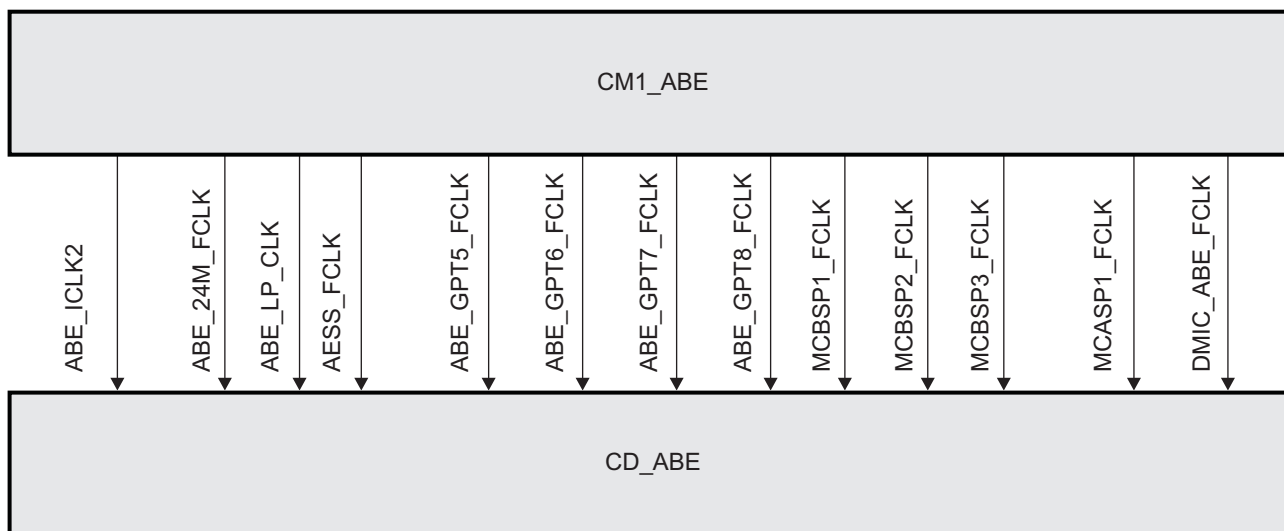 CM1_ABE
ABE_ICLK2
ABE_24M_FCLK
ABE_LP_CLK
AESS_FCLK
ABE_GPT5_FCLK
ABE_GPT6_FCLK
ABE_GPT7_FCLK
ABE_GPT8_FCLK
MCBSP1_FCLK
MCBSP2_FCLK
MCBSP3_FCLK
MCASP1_FCLK
DMIC_ABE_FCLK
CD_ABE